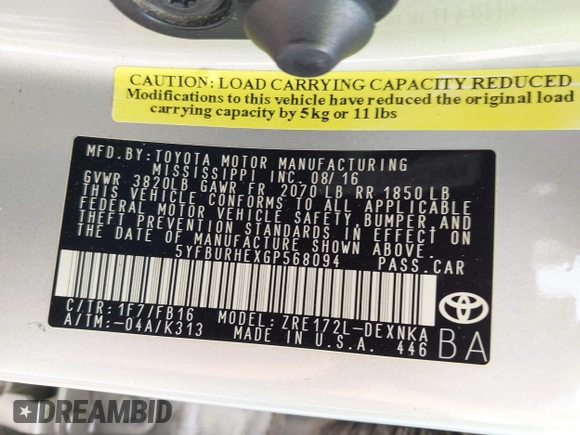 CAUTION: LOAD CARRYING CAPACITY REDUCED
Modifications to this vehicle have reduced the original load
carrying capacity by 5 kg or 11 lbs
MFD. BY: TOYOTA MOTOR MANUFACTURING
MISSISSIPPI INC. 08/16
GVWR 3820LB GAWR FR 2070 LB RR 1850 LB
THIS VEHICLE CONFORMS TO ALL APPLICABLE
FEDERAL MOTOR VEHICLE SAFETY, BUMPER, AND
THEFT PREVENTION STANDARDS IN EFFECT ON
THE DATE OF MANUFACTURE SHOWN ABOVE.
5YFBURHEXGP568094 PASS. CAR
C/TR: 1F7/FB16 MODEL: ZRE172L-DEXNKA
A/TM: -04A/K313 MADE IN U.S.A. 446
BA
TOYOTA
DREAMBID